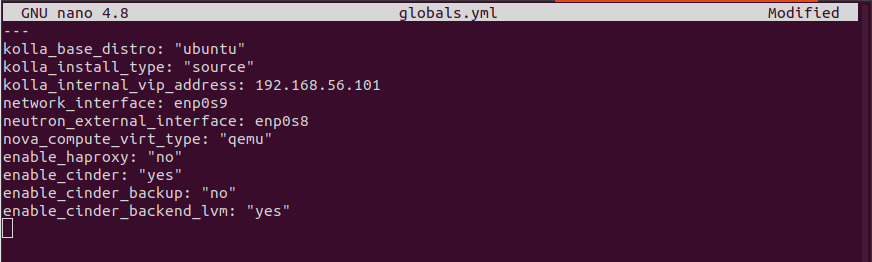 GNU nano 4.8 globals.yml Modified
---
kolla_base_distro: "ubuntu"
kolla_install_type: "source"
kolla_internal_vip_address: 192.168.56.101
network_interface: enp0s9
neutron_external_interface: enp0s8
nova_compute_virt_type: "qemu"
enable_haproxy: "no"
enable_cinder: "yes"
enable_cinder_backup: "no"
enable_cinder_backend_lvm: "yes"